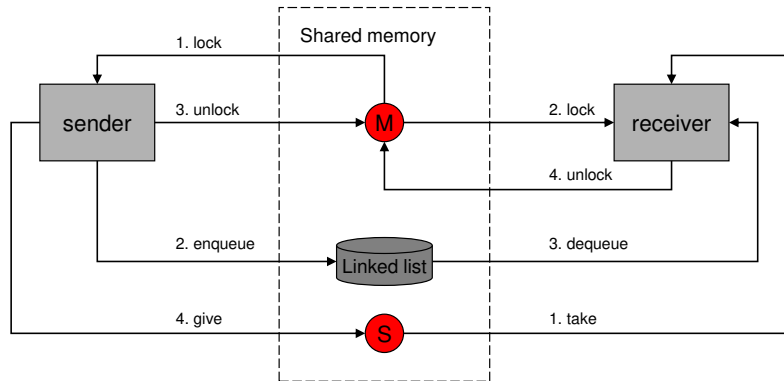 Shared memory
1. lock
sender
3. unlock
M
2. lock
receiver
4. unlock
2. enqueue
Linked list
3. dequeue
4. give
S
1. take